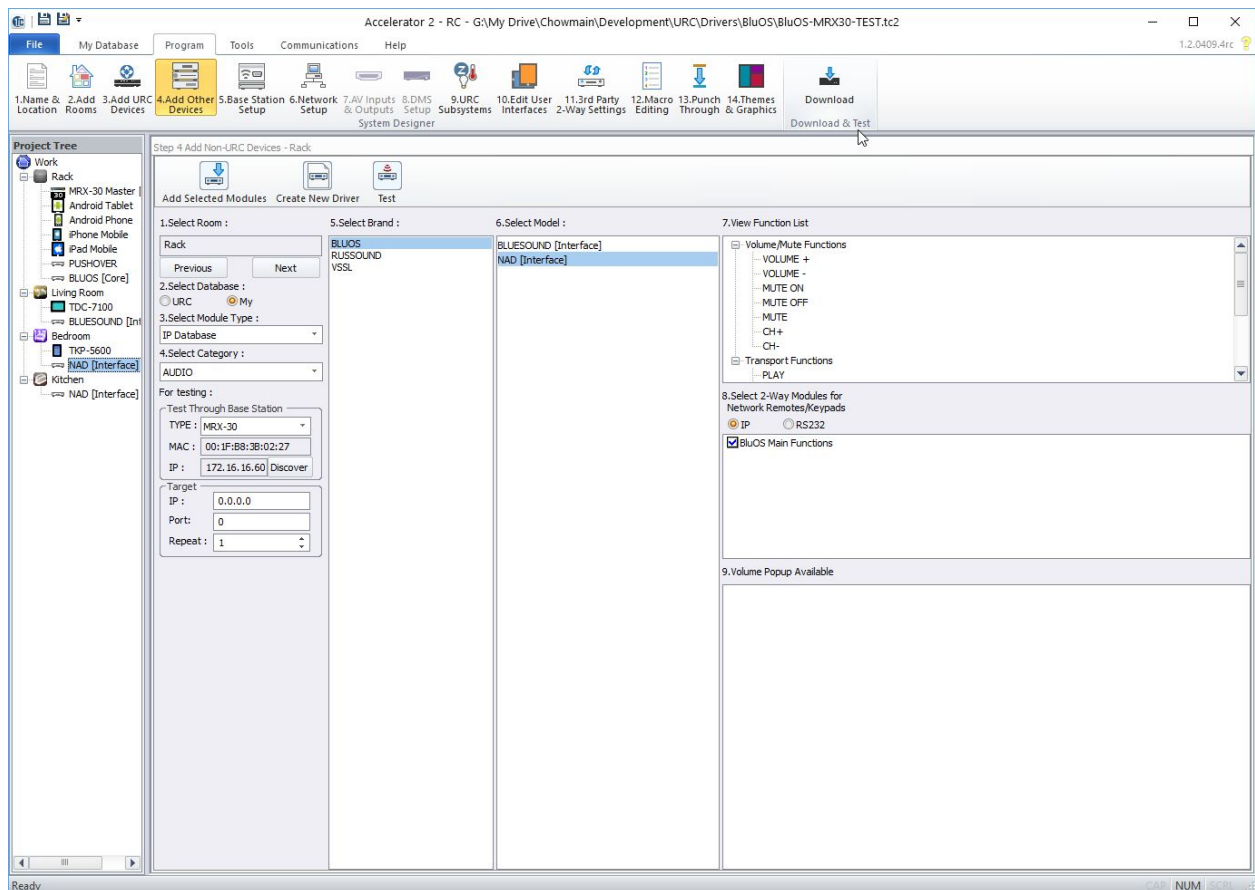 Accelerator 2 - RC - G:\My Drive\Chowmain\Development\URC\Drivers\BluOS\BluOS-MRX30-TEST.tc2
File My Database Program Tools Communications Help 1.2.0409.4rc
1.Name & Location
2.Add Rooms
3.Add URC Devices
4.Add Other Devices
5.Base Station Setup
6.Network Setup
7.AV Inputs & Outputs
8.DMS Setup
9.URC Subsystems
10.Edit User Interfaces
11.3rd Party 2-Way Settings
12.Macro Editing
13.Punch Through
14.Themes & Graphics
Download
System Designer
Download & Test
Project Tree
Work
Rack
MRX-30 Master [
Android Tablet
Android Phone
iPhone Mobile
iPad Mobile
PUSHOVER
BLUOS [Core]
Living Room
TDC-7100
BLUESOUND [Int
Bedroom
TKP-5600
NAD [Interface]
Kitchen
NAD [Interface]
Step 4 Add Non-URC Devices - Rack
Add Selected Modules Create New Driver Test
1.Select Room :
Rack
Previous Next
2.Select Database :
URC My
3.Select Module Type :
IP Database
4.Select Category :
AUDIO
For testing :
Test Through Base Station
TYPE : MRX-30
MAC : 00:1F:B8:3B:02:27
IP : 172.16.16.60 Discover
Target
IP : 0.0.0.0
Port: 0
Repeat : 1
5.Select Brand :
BLUOS
RUSSOUND
VSSL
6.Select Model :
BLUESOUND [Interface]
NAD [Interface]
7.View Function List
Volume/Mute Functions
VOLUME +
VOLUME -
MUTE ON
MUTE OFF
MUTE
CH+
CH-
Transport Functions
PLAY
8.Select 2-Way Modules for
Network Remotes/Keypads
IP RS232
BluOS Main Functions
9.Volume Popup Available
Ready
CAP NUM SCRL